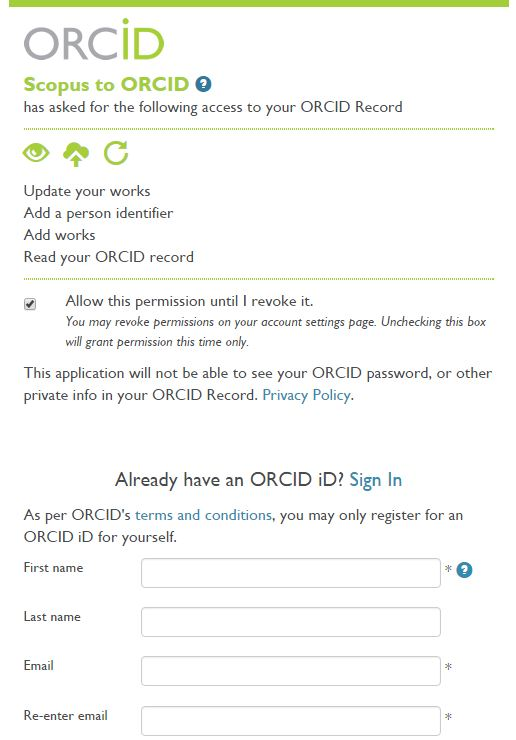 ORCiD
Scopus to ORCID ?
has asked for the following access to your ORCID Record
Update your works
Add a person identifier
Add works
Read your ORCID record
Allow this permission until I revoke it.
You may revoke permissions on your account settings page. Unchecking this box
will grant permission this time only.
This application will not be able to see your ORCID password, or other
private info in your ORCID Record. Privacy Policy.
Already have an ORCID iD? Sign In
As per ORCID's terms and conditions, you may only register for an
ORCID iD for yourself.
First name * ?
Last name
Email *
Re-enter email *